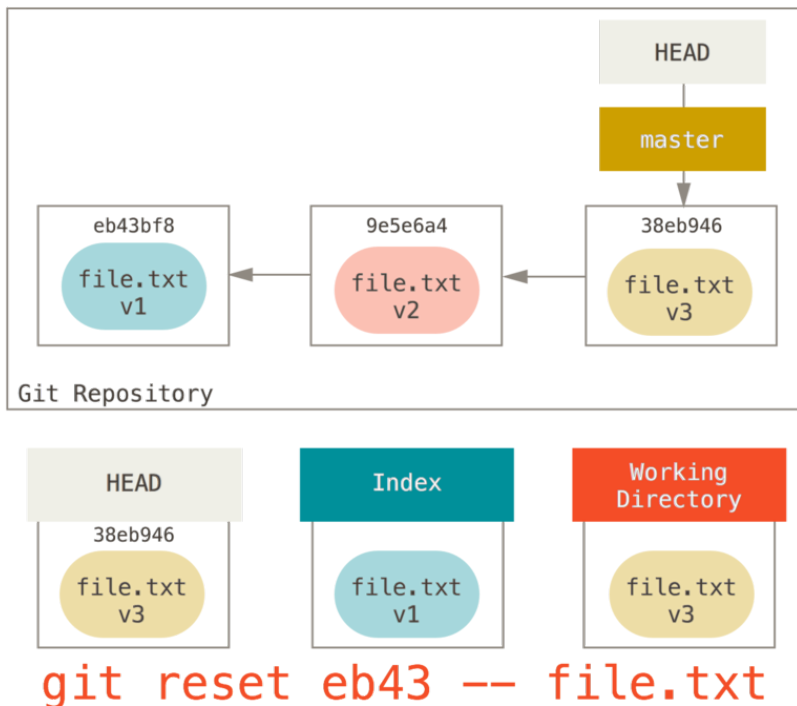 HEAD
master
eb43bf8
9e5e6a4
38eb946
file.txt
v1
file.txt
v2
file.txt
v3
Git Repository
HEAD
Index
Working
Directory
38eb946
file.txt
v3
file.txt
v1
file.txt
v3
git reset eb43 -- file.txt